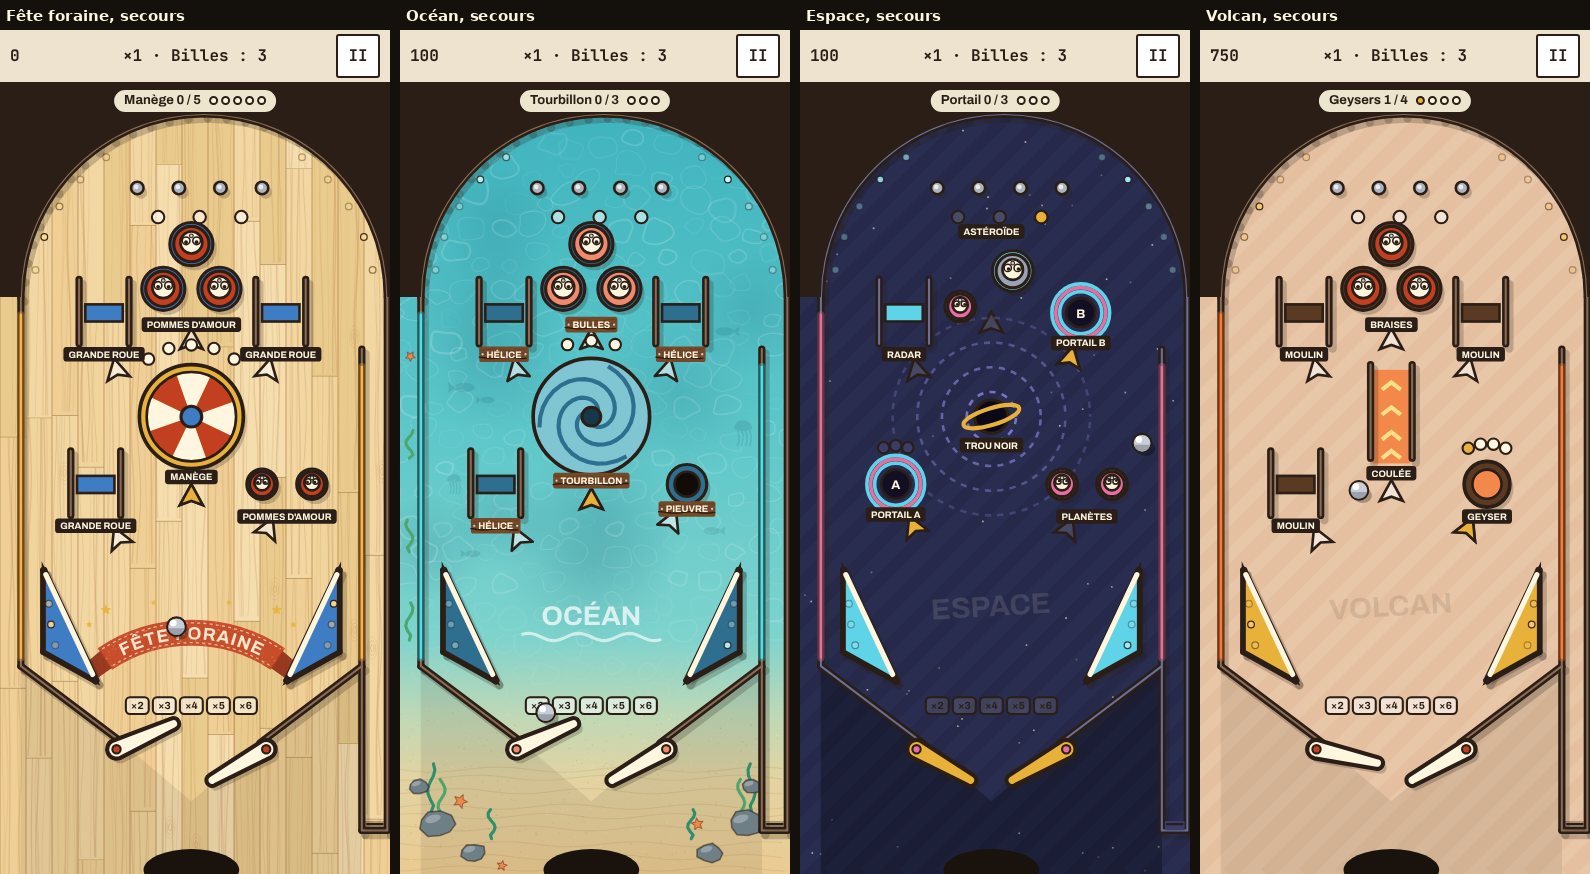 Fête foraine, secours
0 ×1 · Billes : 3 II
Manège 0 / 5
POMMES D'AMOUR
GRANDE ROUE
GRANDE ROUE
MANÈGE
GRANDE ROUE
POMMES D'AMOUR
FÊTE FORAINE
×2 ×3 ×4 ×5 ×6
Océan, secours
100 ×1 · Billes : 3 II
Tourbillon 0 / 3
BULLES
HÉLICE
HÉLICE
TOURBILLON
PIEUVRE
HÉLICE
OCÉAN
×2 ×3 ×4 ×5 ×6
Espace, secours
100 ×1 · Billes : 3 II
Portail 0 / 3
ASTÉROÏDE
B
RADAR
PORTAIL B
TROU NOIR
A
PORTAIL A
PLANÈTES
ESPACE
×2 ×3 ×4 ×5 ×6
Volcan, secours
750 ×1 · Billes : 3 II
Geysers 1 / 4
BRAISES
MOULIN
MOULIN
COULÉE
MOULIN
GEYSER
VOLCAN
×2 ×3 ×4 ×5 ×6